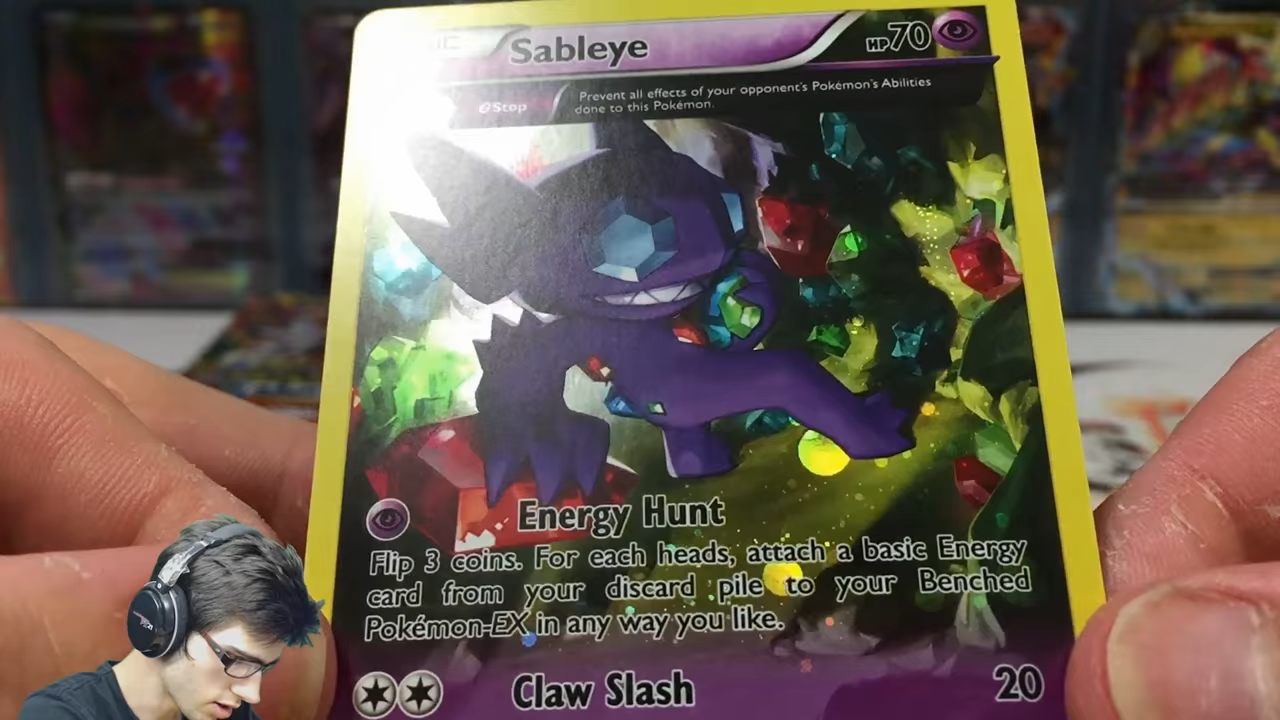 Sableye HP70
Stop Prevent all effects of your opponent's Pokémon's Abilities
done to this Pokémon.
Energy Hunt
Flip 3 coins. For each heads, attach a basic Energy
card from your discard pile to your Benched
Pokémon-EX in any way you like.
Claw Slash 20